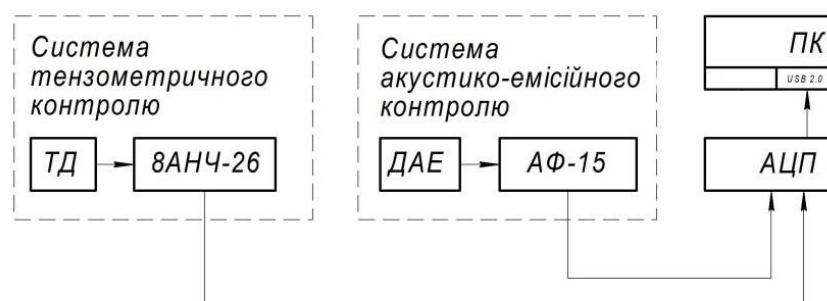 Система
тензометричного
контролю
ТД
8АНЧ-26
Система
акустико-емісійного
контролю
ДАЕ
АФ-15
ПК
USB 2.0
АЦП